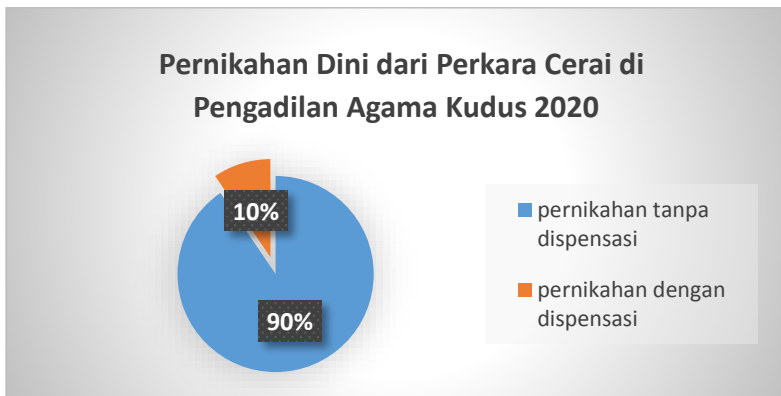 Pernikahan Dini dari Perkara Cerai di
Pengadilan Agama Kudus 2020
10%
90%
pernikahan tanpa
dispensasi
pernikahan dengan
dispensasi